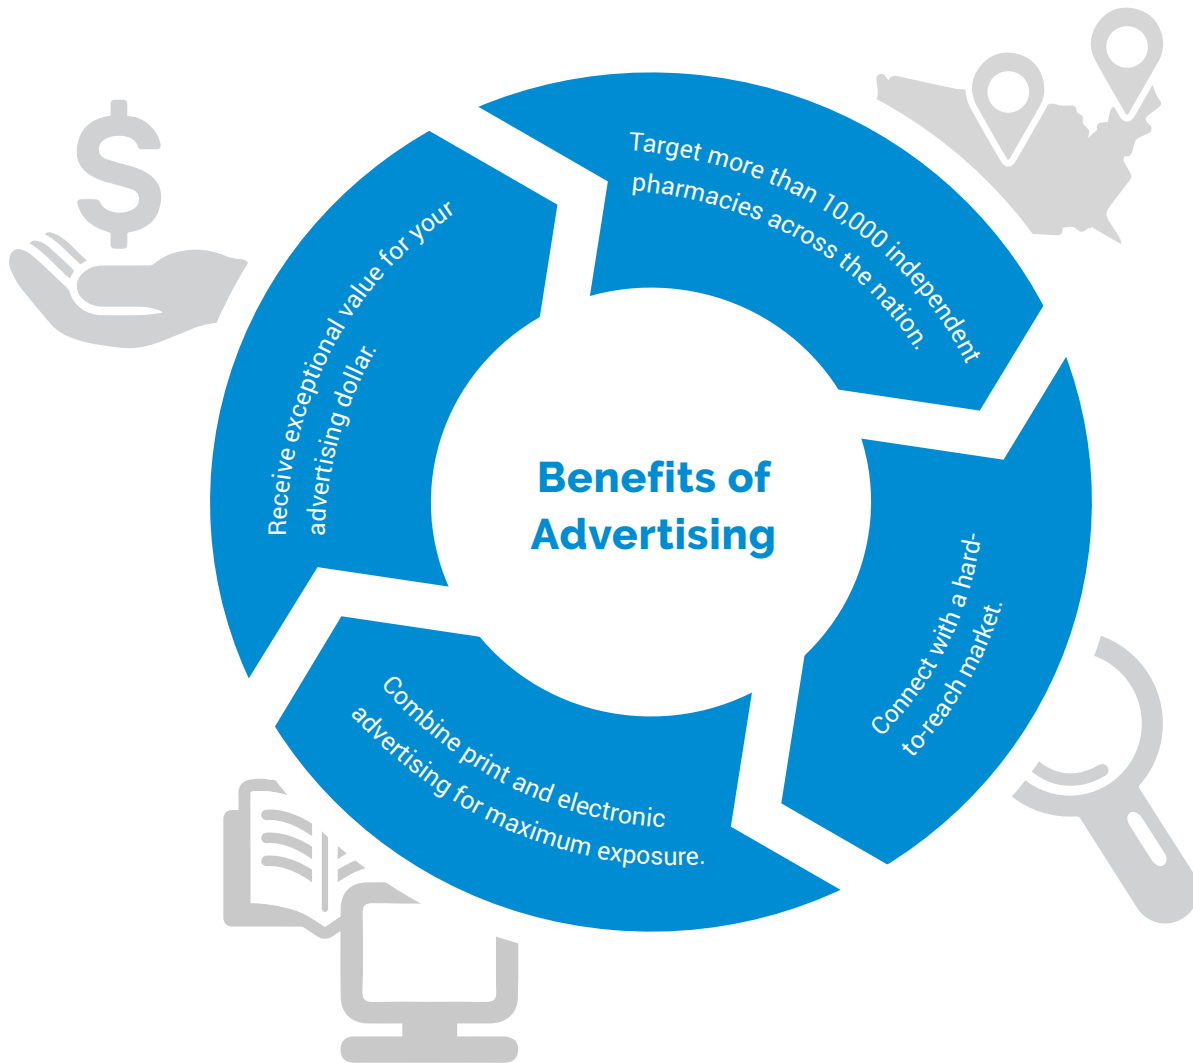 Target more than 10,000 independent
pharmacies across the nation.
Connect with a hard-
to-reach market.
Combine print and electronic
advertising for maximum exposure.
Receive exceptional value for your
advertising dollar.
Benefits of
Advertising
$